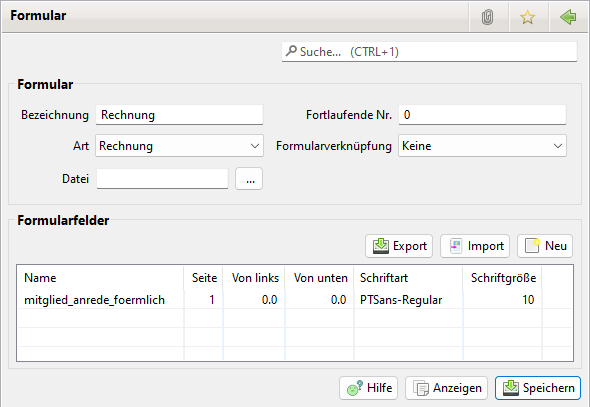 Formular
Suche... (CTRL+1)
Formular
Bezeichnung Rechnung Fortlaufende Nr. 0
Art Rechnung Formularverknüpfung Keine
Datei ...
Formularfelder
Export Import Neu
Name Seite Von links Von unten Schriftart Schriftgröße
mitglied_anrede_foermlich 1 0.0 0.0 PTSans-Regular 10
Hilfe Anzeigen Speichern